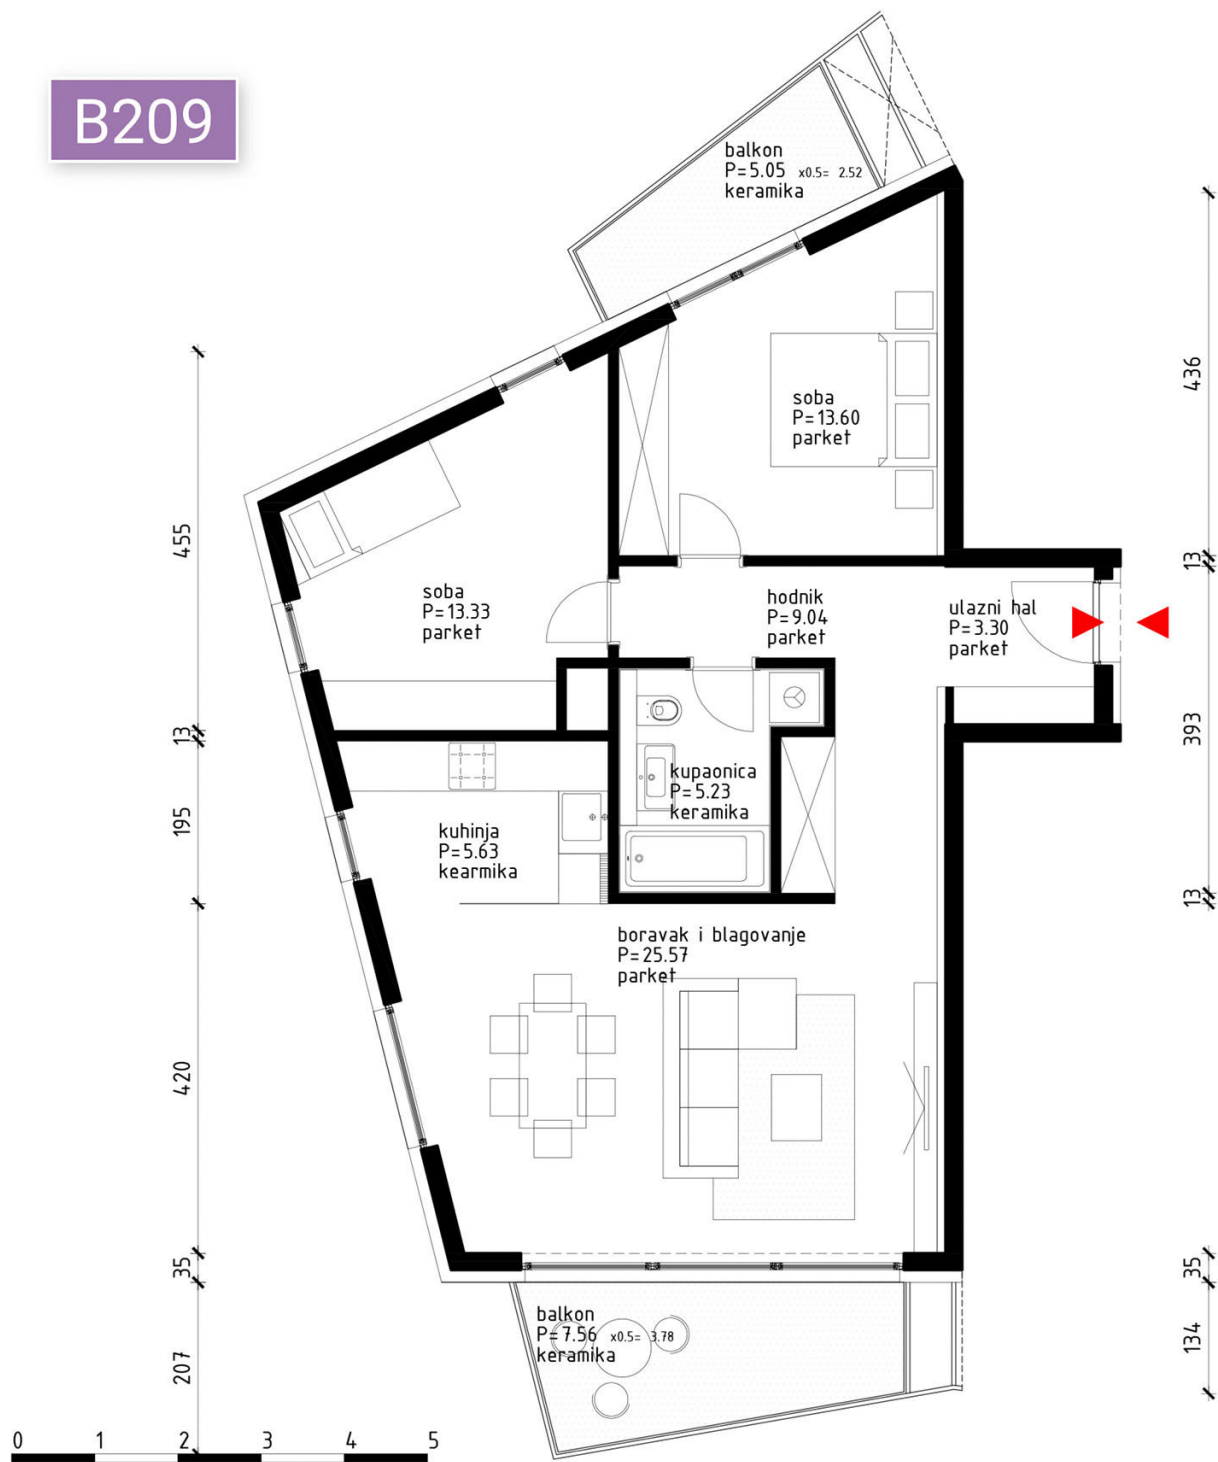 B209
balkon
P=5.05 x0.5= 2.52
keramika
soba
P=13.60
parket
436
455
soba
P=13.33
parket
hodnik
P=9.04
parket
ulazni hal
P=3.30
parket
13
13
393
195
kuhinja
P=5.63
kearmika
kupaonica
P=5.23
keramika
13
boravak i blagovanje
P=25.57
parket
420
35
35
balkon
P=7.56 x0.5= 3.78
keramika
134
207
0 1 2 3 4 5